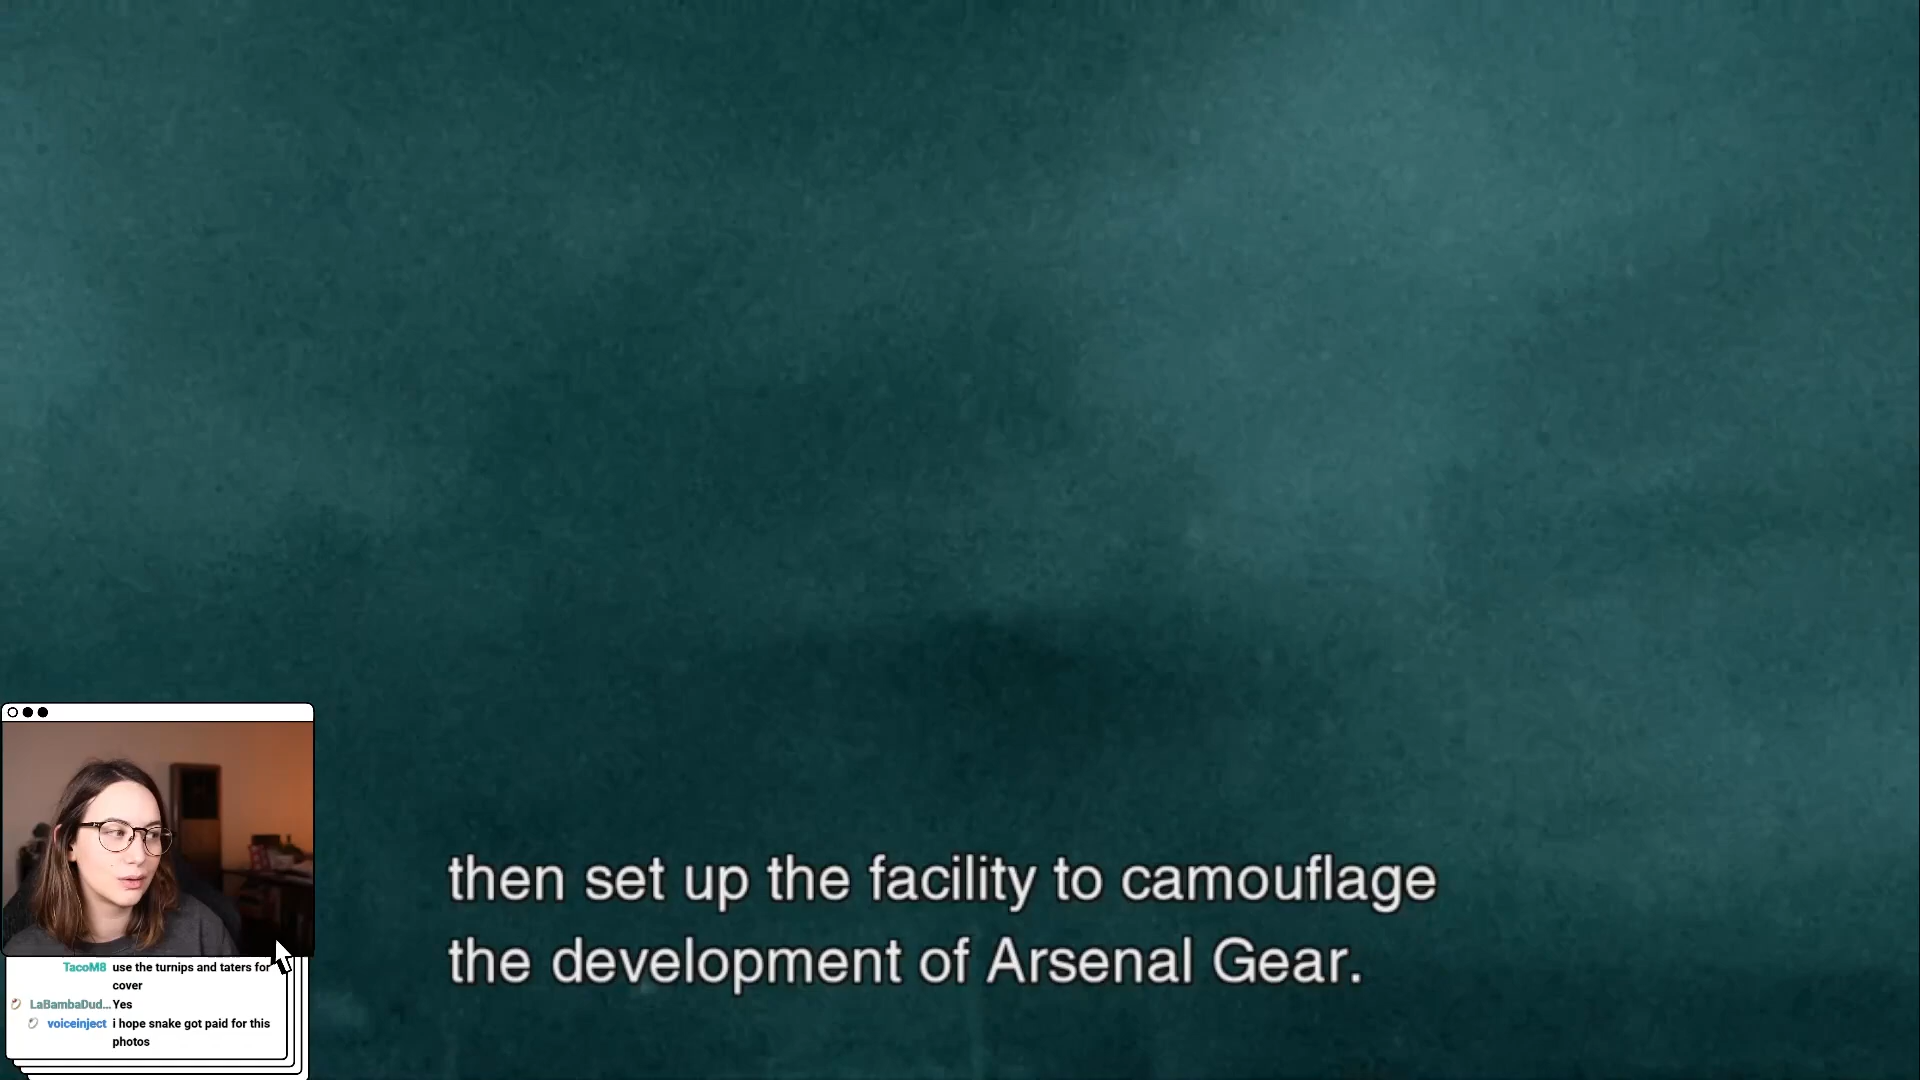 then set up the facility to camouflage
the development of Arsenal Gear.
TacoM8 use the turnips and taters for
cover
LaBambaDud... Yes
voiceinject i hope snake got paid for this
photos